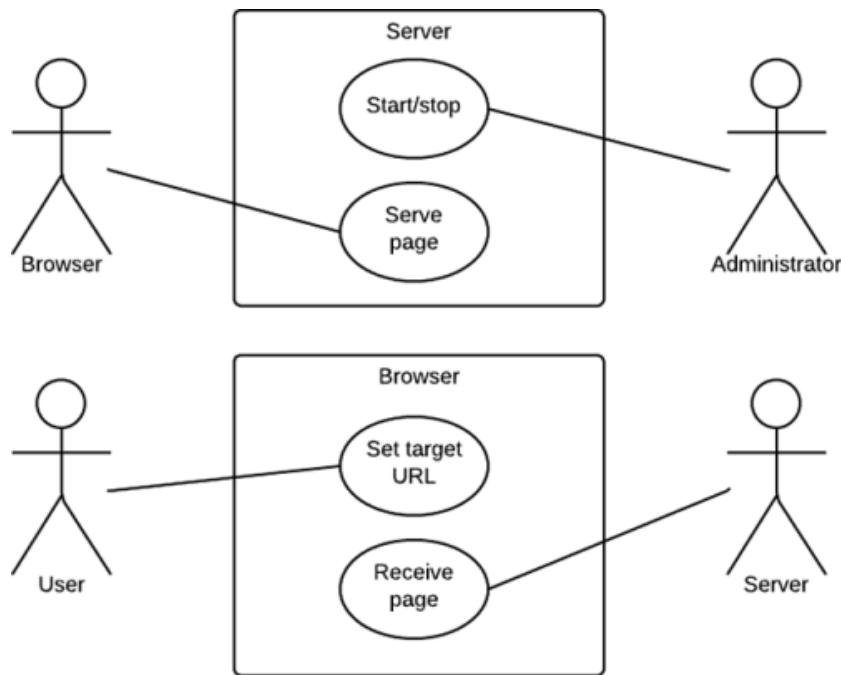 Server
Start/stop
Serve
page
Browser
Administrator
Browser
Set target
URL
Receive
page
User
Server